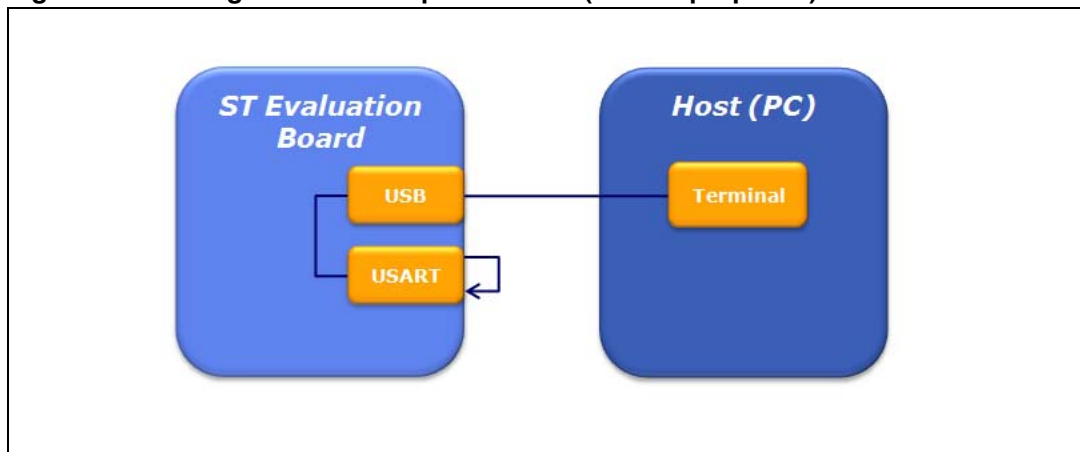 ST Evaluation
Board
Host (PC)
USB
Terminal
USART